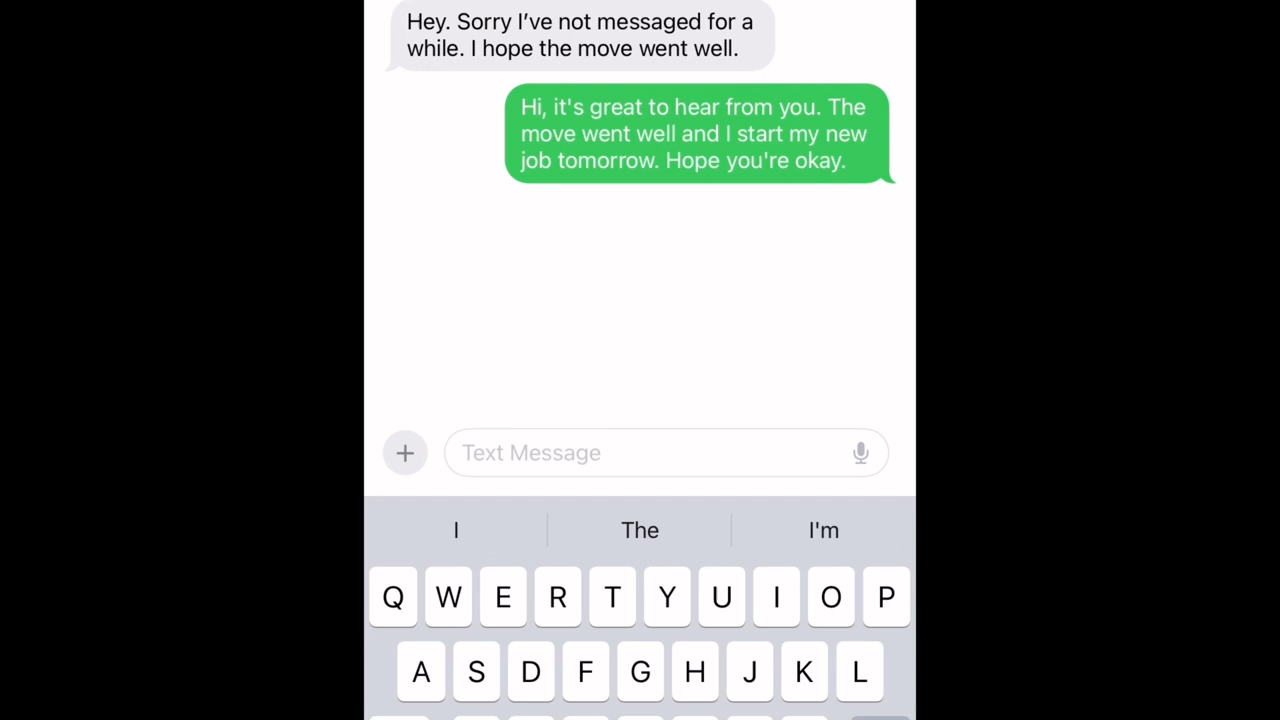 Hey. Sorry I’ve not messaged for a
while. I hope the move went well.
Hi, it's great to hear from you. The
move went well and I start my new
job tomorrow. Hope you're okay.
+ Text Message
I The I'm
Q W E R T Y U I O P
A S D F G H J K L